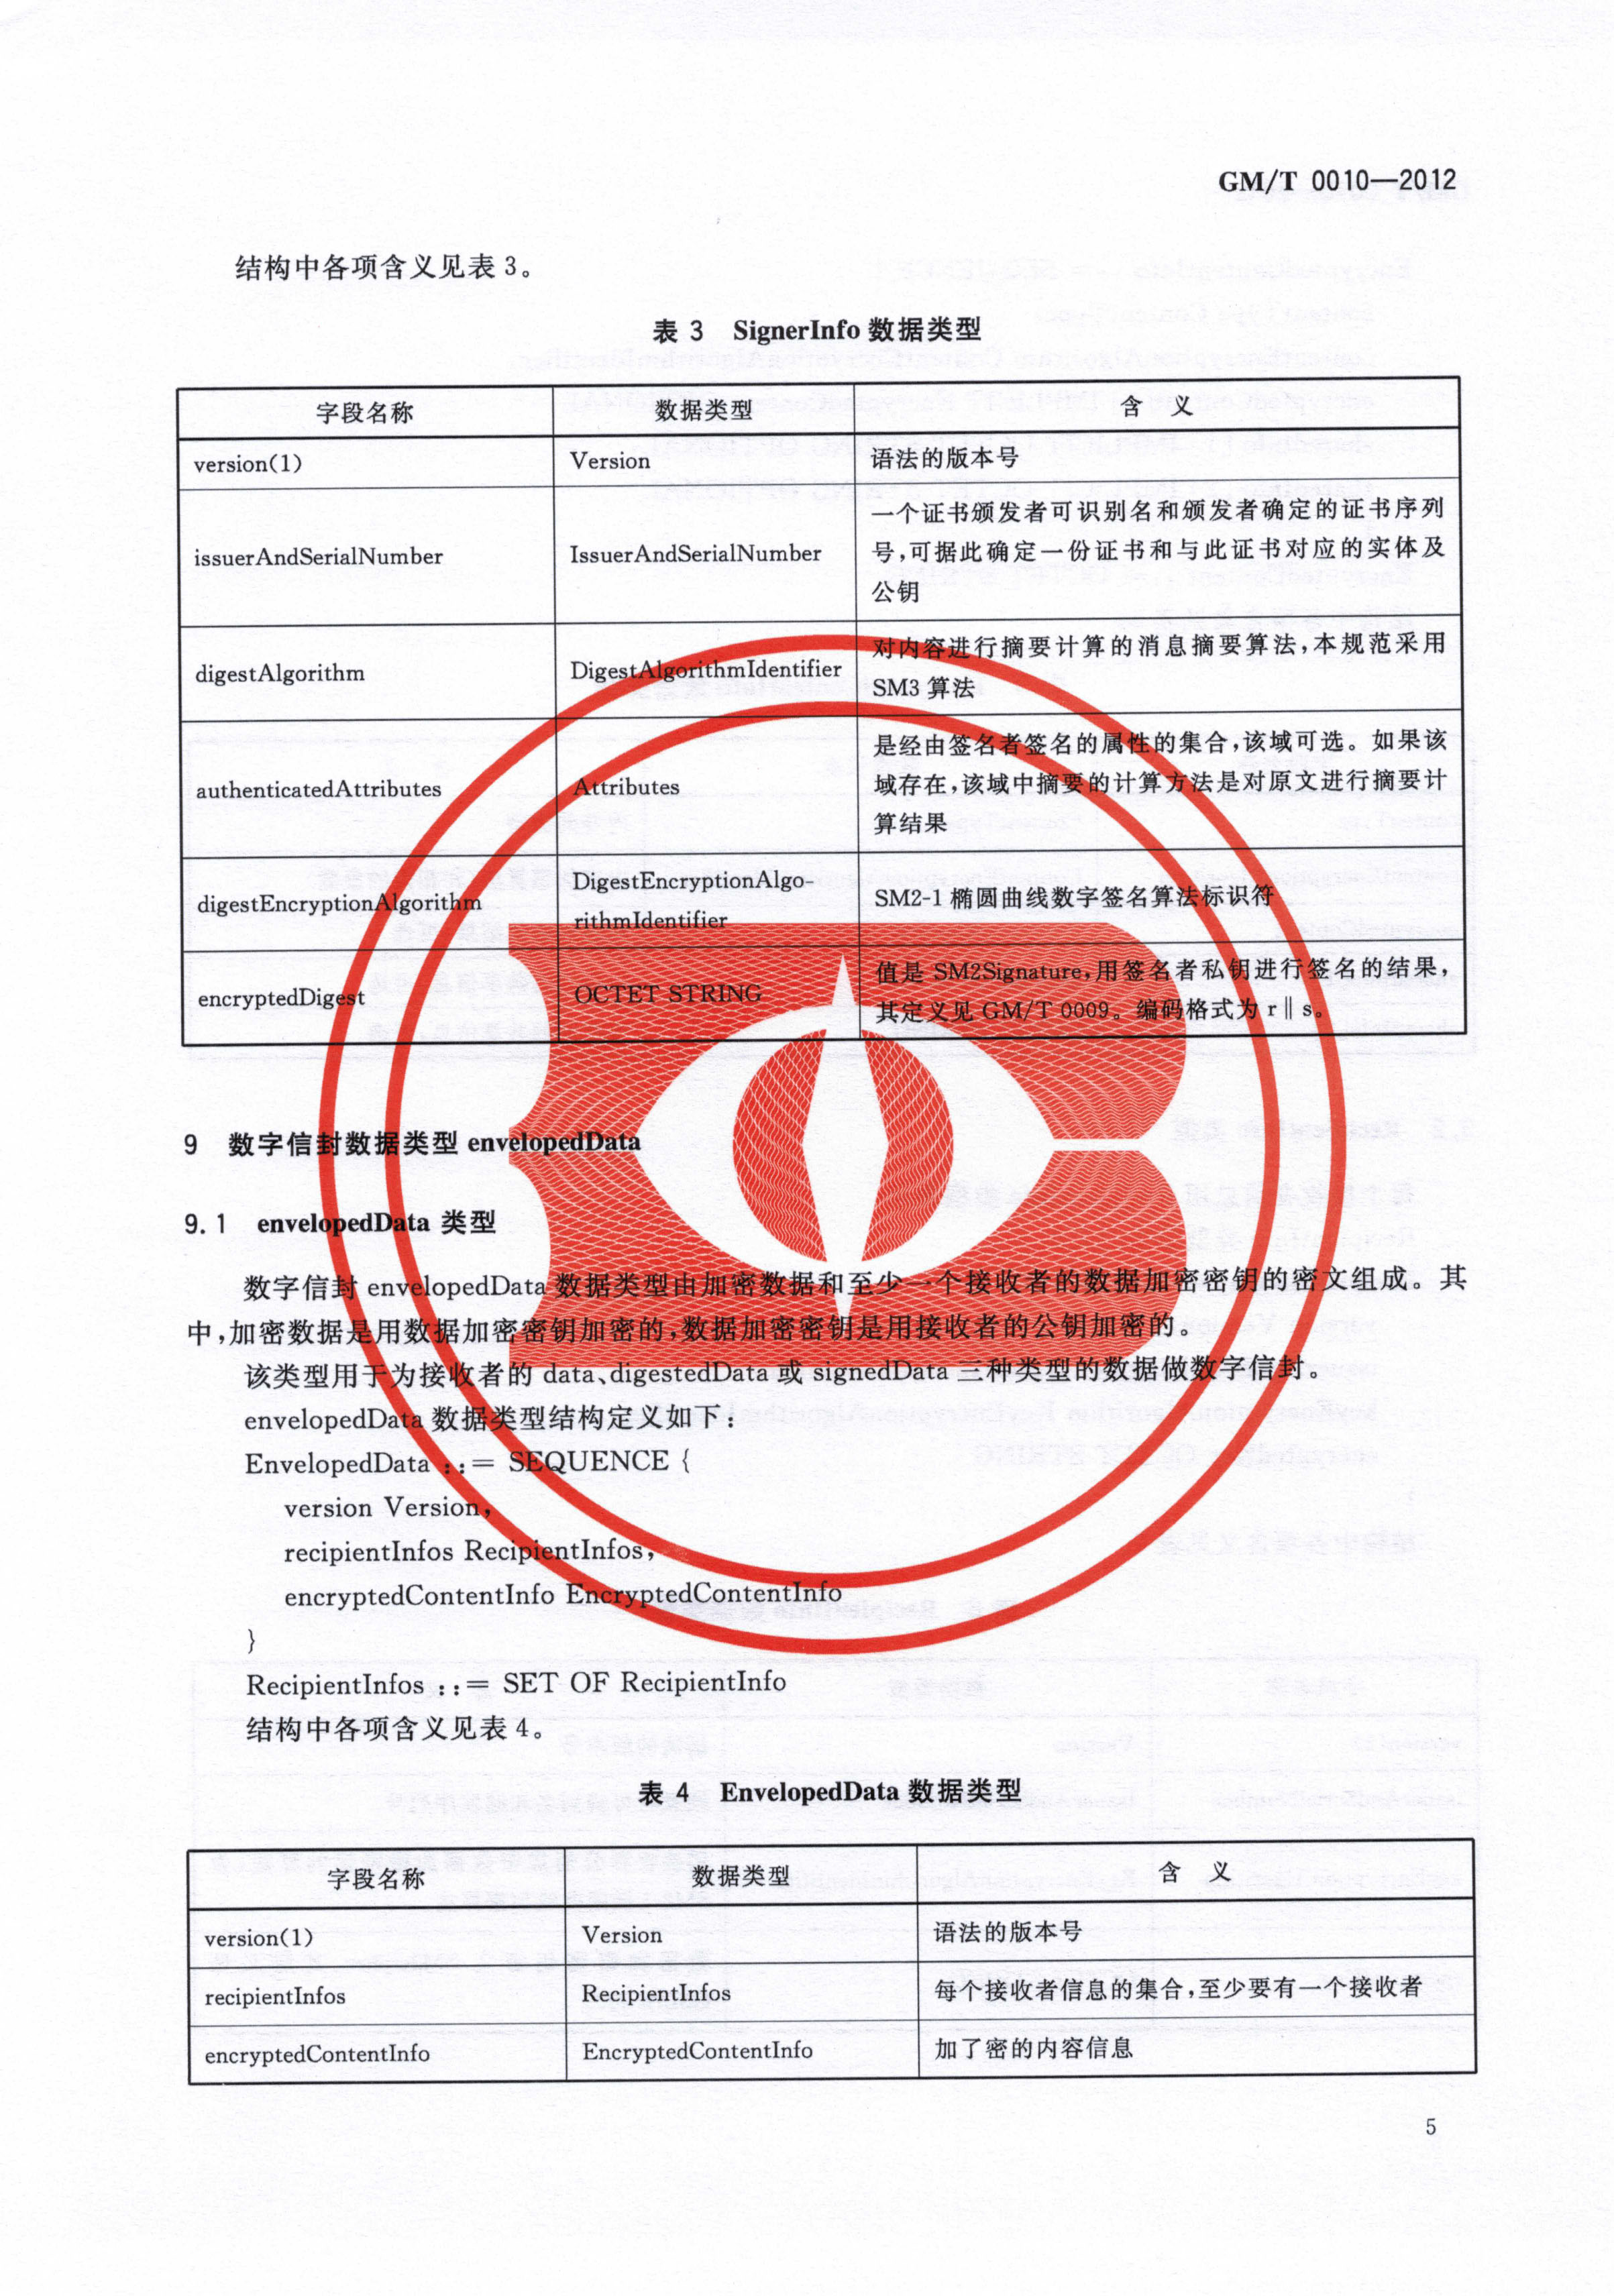 GM/T 0010—2012
结构中各项含义见表 3。
表 3 SignerInfo 数据类型
字段名称 数据类型 含 义
version(1) Version 语法的版本号
issuerAndSerialNumber IssuerAndSerialNumber 一个证书颁发者可识别名和颁发者确定的证书序列
号,可据此确定一份证书和与此证书对应的实体及
公钥
digestAlgorithm DigestAlgorithmIdentifier 对内容进行摘要计算的消息摘要算法,本规范采用
SM3 算法
authenticatedAttributes Attributes 是经由签名者签名的属性的集合,该域可选。如果该
域存在,该域中摘要的计算方法是对原文进行摘要计
算结果
digestEncryptionAlgorithm DigestEncryptionAlgo-
rithmIdentifier SM2-1 椭圆曲线数字签名算法标识符
encryptedDigest OCTET STRING 值是 SM2Signature,用签名者私钥进行签名的结果,
其定义见 GM/T 0009。编码格式为 r‖s。
9 数字信封数据类型 envelopedData
9.1 envelopedData 类型
数字信封 envelopedData 数据类型由加密数据和至少一个接收者的数据加密密钥的密文组成。其
中,加密数据是用数据加密密钥加密的,数据加密密钥是用接收者的公钥加密的。
该类型用于为接收者的 data、digestedData 或 signedData 三种类型的数据做数字信封。
envelopedData 数据类型结构定义如下:
EnvelopedData ::= SEQUENCE {
version Version,
recipientInfos RecipientInfos,
encryptedContentInfo EncryptedContentInfo
}
RecipientInfos ::= SET OF RecipientInfo
结构中各项含义见表 4。
表 4 EnvelopedData 数据类型
字段名称 数据类型 含 义
version(1) Version 语法的版本号
recipientInfos RecipientInfos 每个接收者信息的集合,至少要有一个接收者
encryptedContentInfo EncryptedContentInfo 加了密的内容信息
5